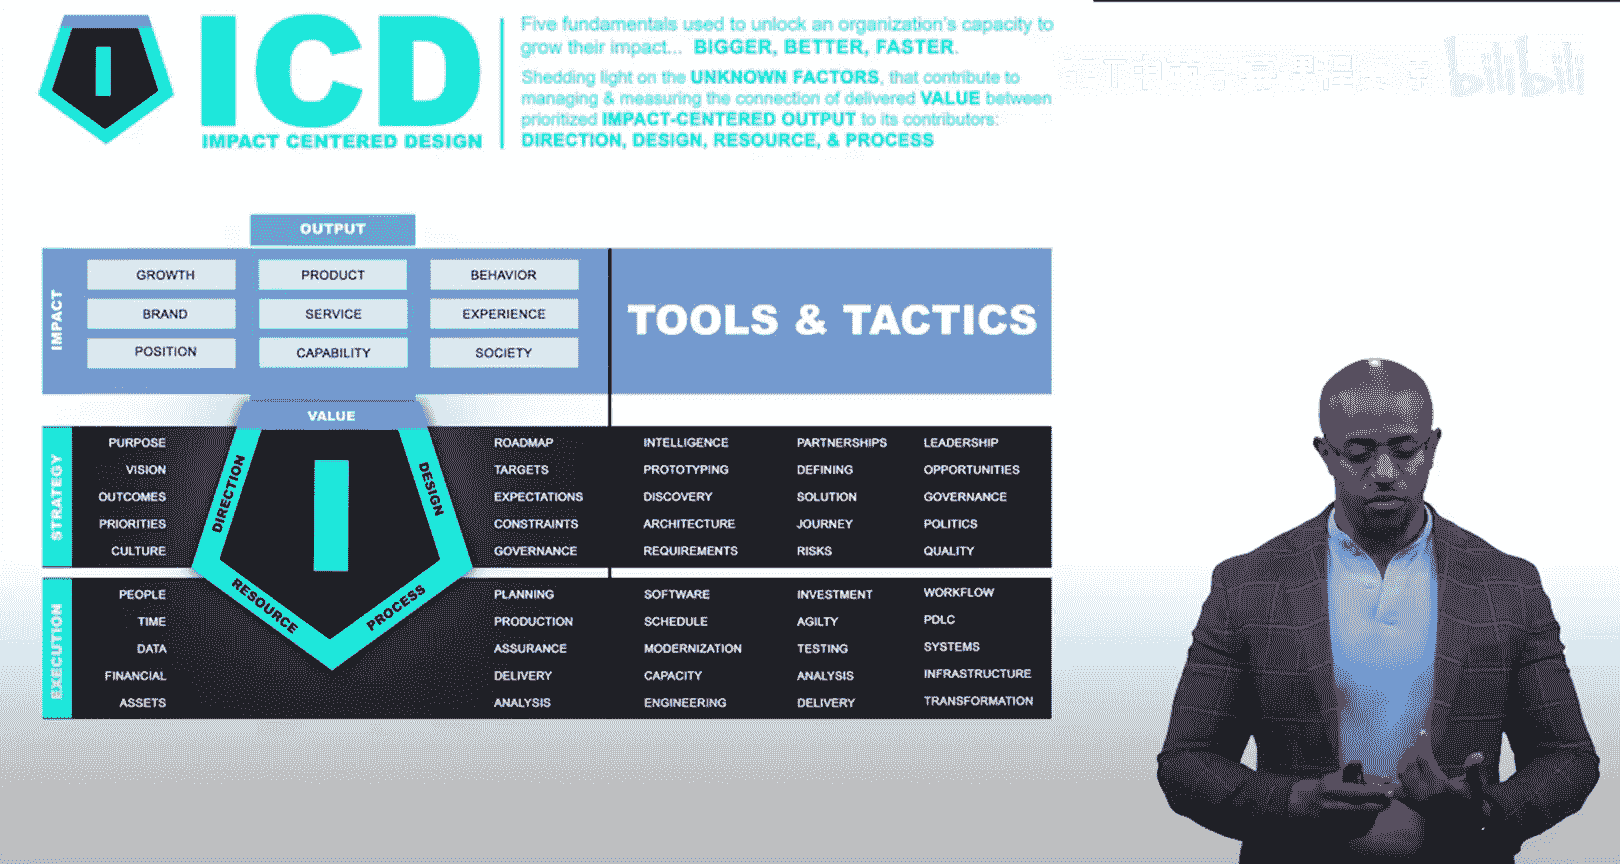 I
ICD
IMPACT CENTERED DESIGN
Five fundamentals used to unlock an organization's capacity to
grow their impact... BIGGER, BETTER, FASTER.
Shedding light on the UNKNOWN FACTORS, that contribute to
managing & measuring the connection of delivered VALUE between
prioritized IMPACT-CENTERED OUTPUT to its contributors:
DIRECTION, DESIGN, RESOURCE, & PROCESS
bilibili
OUTPUT
IMPACT
GROWTH PRODUCT BEHAVIOR
BRAND SERVICE EXPERIENCE
POSITION CAPABILITY SOCIETY
TOOLS & TACTICS
VALUE
DIRECTION
DESIGN
RESOURCE
PROCESS
I
STRATEGY
PURPOSE ROADMAP INTELLIGENCE PARTNERSHIPS LEADERSHIP
VISION TARGETS PROTOTYPING DEFINING OPPORTUNITIES
OUTCOMES EXPECTATIONS DISCOVERY SOLUTION GOVERNANCE
PRIORITIES CONSTRAINTS ARCHITECTURE JOURNEY POLITICS
CULTURE GOVERNANCE REQUIREMENTS RISKS QUALITY
EXECUTION
PEOPLE PLANNING SOFTWARE INVESTMENT WORKFLOW
TIME PRODUCTION SCHEDULE AGILTY PDLC
DATA ASSURANCE MODERNIZATION TESTING SYSTEMS
FINANCIAL DELIVERY CAPACITY ANALYSIS INFRASTRUCTURE
ASSETS ANALYSIS ENGINEERING DELIVERY TRANSFORMATION